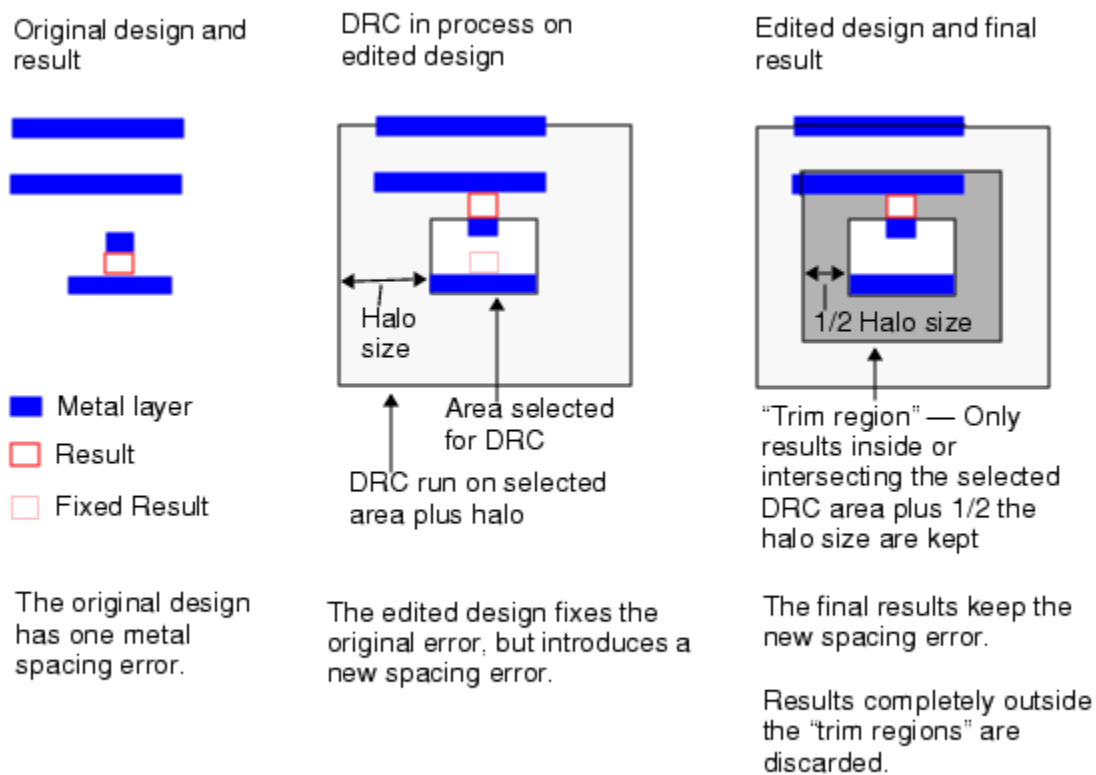 Original design and
result
DRC in process on
edited design
Edited design and final
result
Halo
size
Area selected
for DRC
DRC run on selected
area plus halo
1/2 Halo size
“Trim region” — Only
results inside or
intersecting the selected
DRC area plus 1/2 the
halo size are kept
Metal layer
Result
Fixed Result
The original design
has one metal
spacing error.
The edited design fixes the
original error, but introduces a
new spacing error.
The final results keep the
new spacing error.
Results completely outside
the “trim regions” are
discarded.